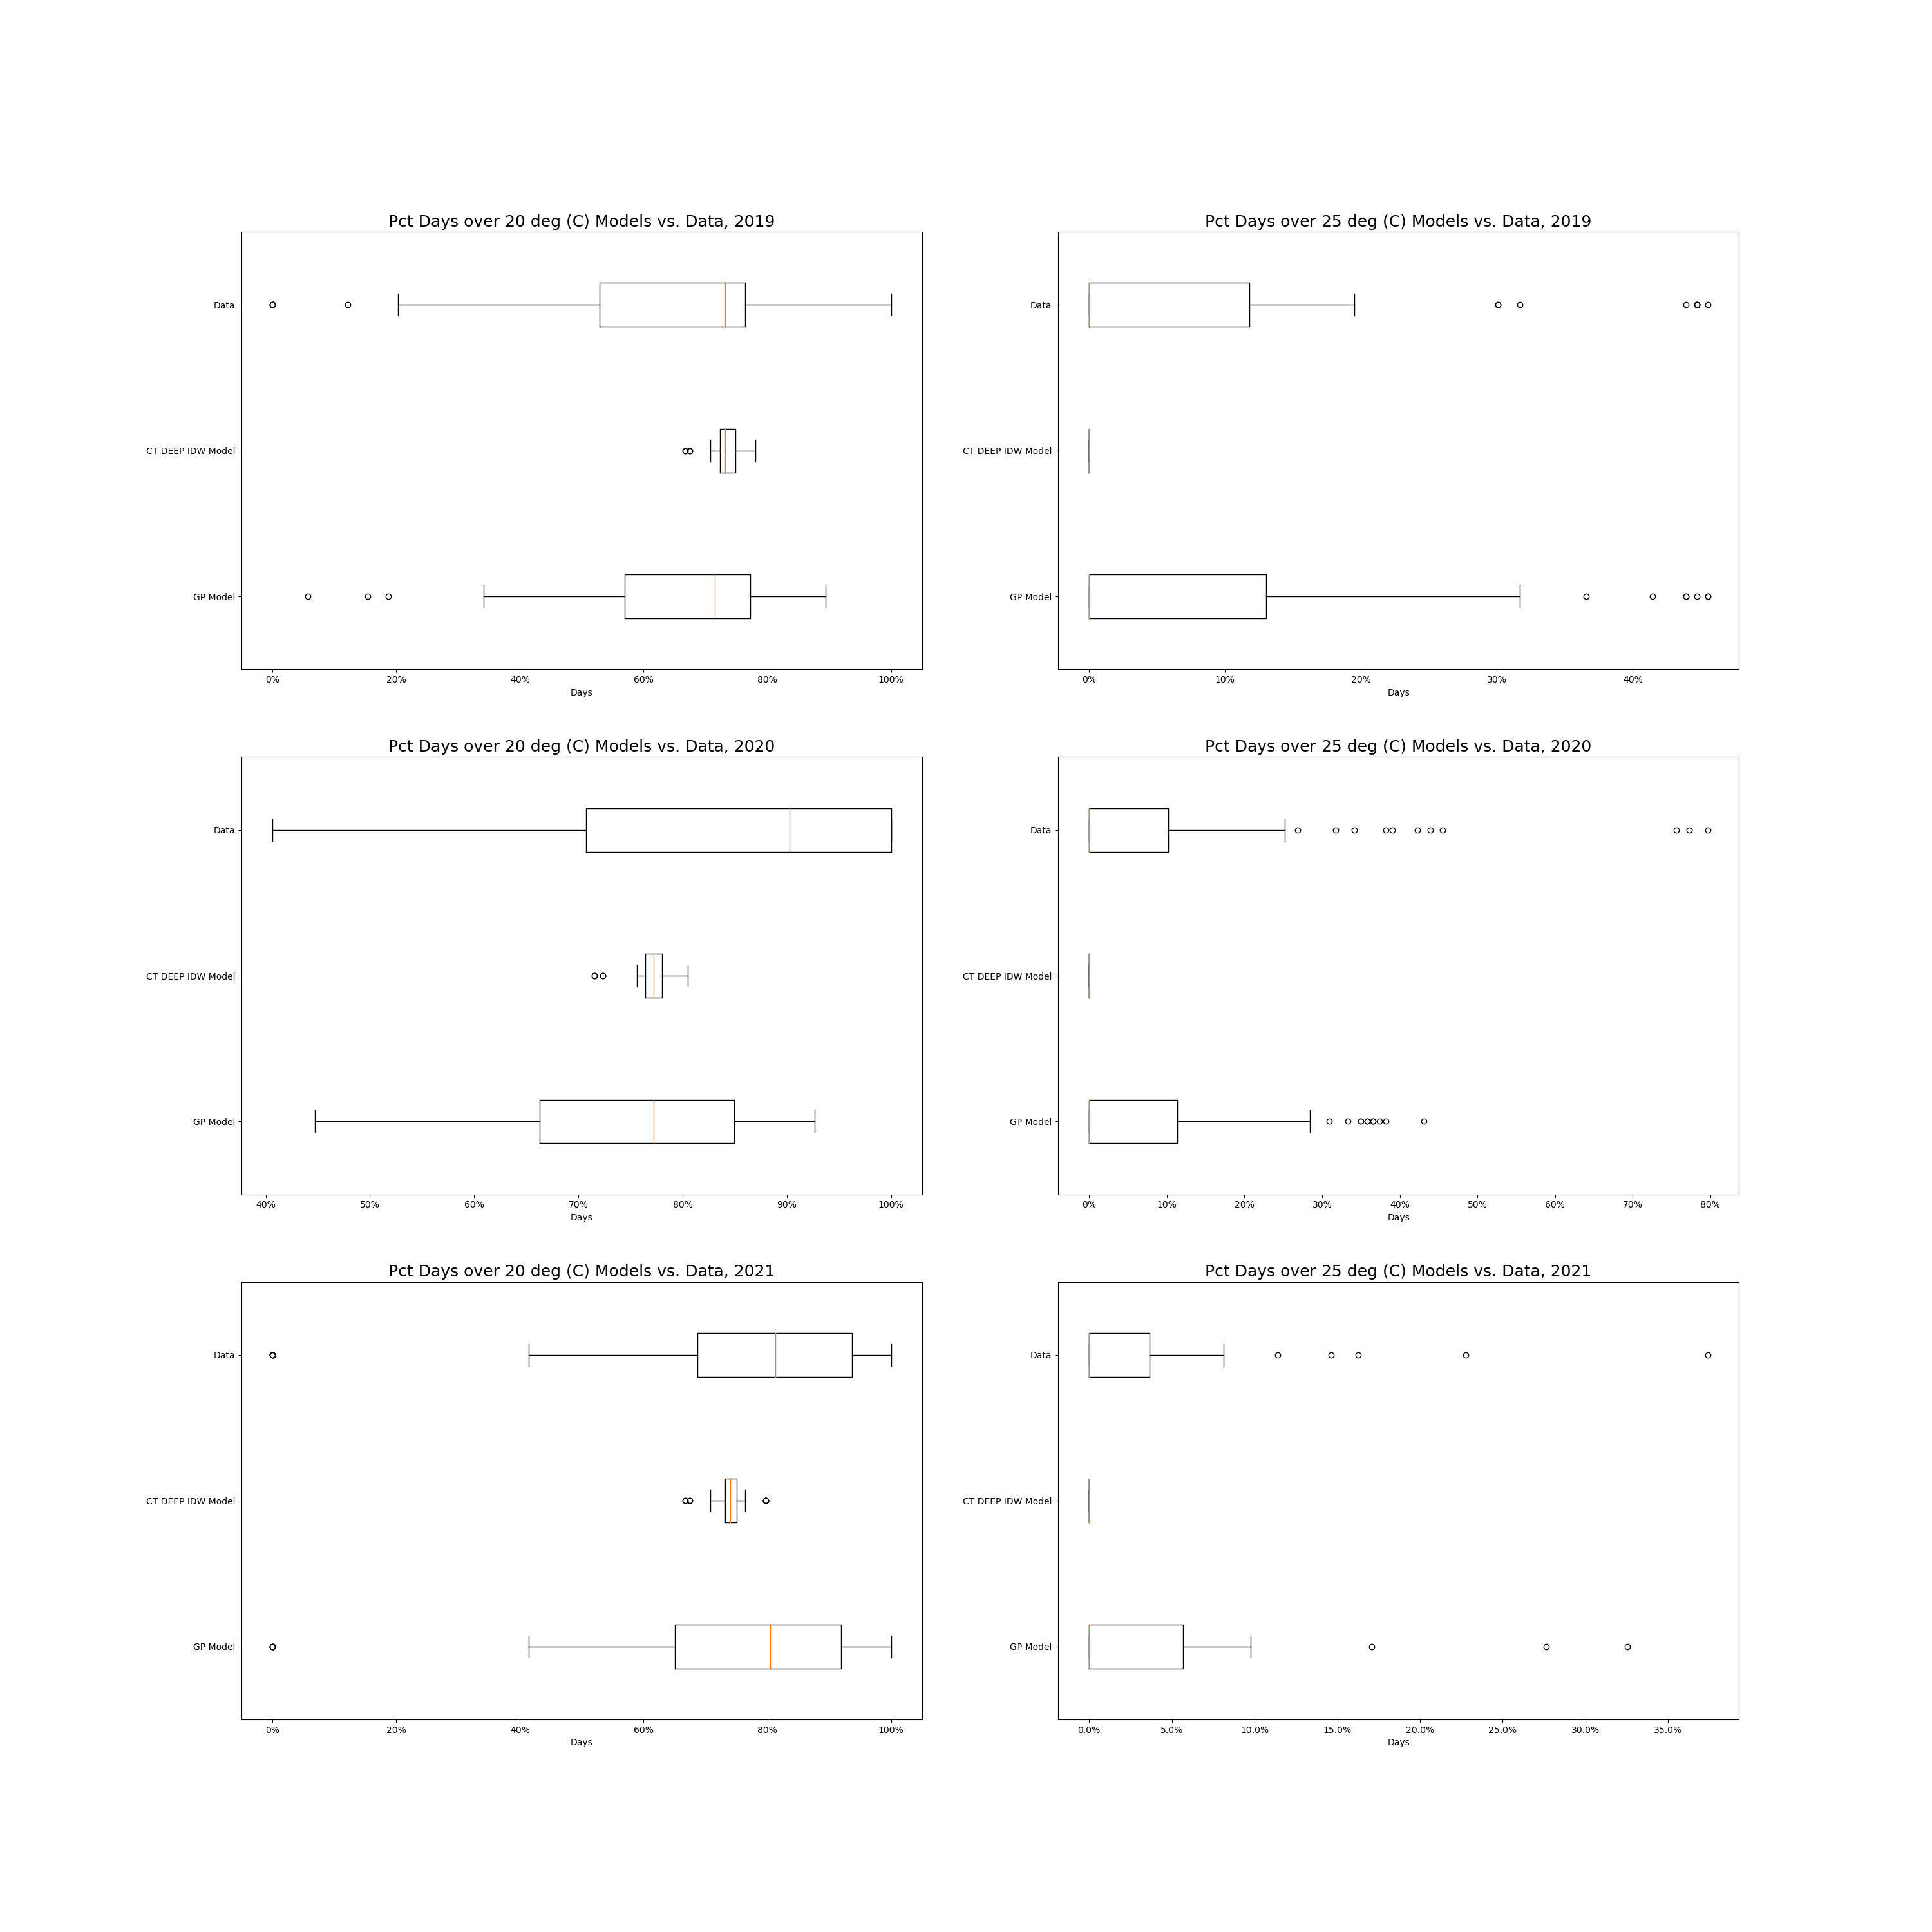 Pct Days over 20 deg (C) Models vs. Data, 2019
Data
CT DEEP IDW Model
GP Model
0% 20% 40% 60% 80% 100%
Days
Pct Days over 25 deg (C) Models vs. Data, 2019
Data
CT DEEP IDW Model
GP Model
0% 10% 20% 30% 40%
Days
Pct Days over 20 deg (C) Models vs. Data, 2020
Data
CT DEEP IDW Model
GP Model
40% 50% 60% 70% 80% 90% 100%
Days
Pct Days over 25 deg (C) Models vs. Data, 2020
Data
CT DEEP IDW Model
GP Model
0% 10% 20% 30% 40% 50% 60% 70% 80%
Days
Pct Days over 20 deg (C) Models vs. Data, 2021
Data
CT DEEP IDW Model
GP Model
0% 20% 40% 60% 80% 100%
Days
Pct Days over 25 deg (C) Models vs. Data, 2021
Data
CT DEEP IDW Model
GP Model
0.0% 5.0% 10.0% 15.0% 20.0% 25.0% 30.0% 35.0%
Days